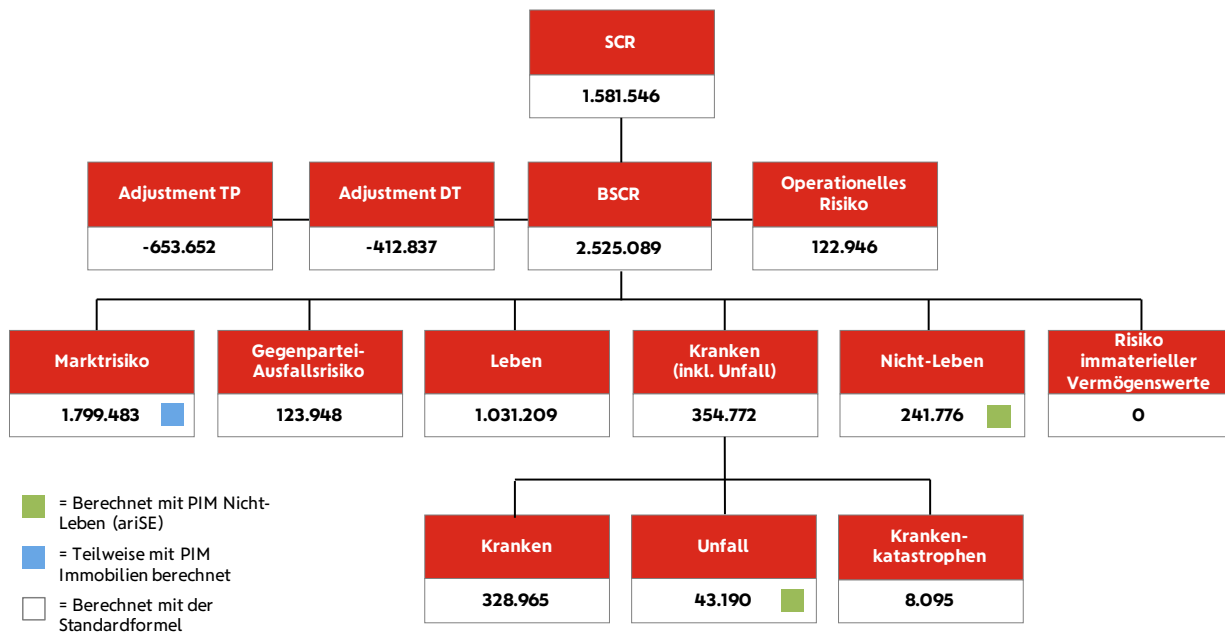 SCR
1.581.546
Adjustment TP
-653.652
Adjustment DT
-412.837
BSCR
2.525.089
Operationelles
Risiko
122.946
Marktrisiko
1.799.483
Gegenpartei-
Ausfallsrisiko
123.948
Leben
1.031.209
Kranken
(inkl. Unfall)
354.772
Nicht-Leben
241.776
Risiko
immaterieller
Vermögenswerte
0
= Berechnet mit PIM Nicht-
Leben (ariSE)
= Teilweise mit PIM
Immobilien berechnet
= Berechnet mit der
Standardformel
Kranken
328.965
Unfall
43.190
Kranken-
katastrophen
8.095